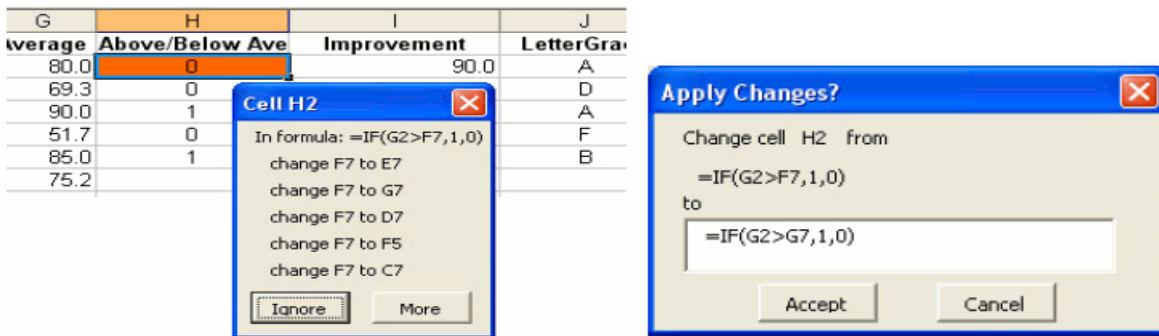 G H I J
Average Above/Below Ave Improvement LetterGra
80.0 0 90.0 A
69.3 0 D
90.0 1 A
51.7 0 F
85.0 1 B
75.2
Cell H2
In formula: =IF(G2>F7,1,0)
change F7 to E7
change F7 to G7
change F7 to D7
change F7 to F5
change F7 to C7
Ignore More
Apply Changes?
Change cell H2 from
=IF(G2>F7,1,0)
to
=IF(G2>G7,1,0)
Accept Cancel